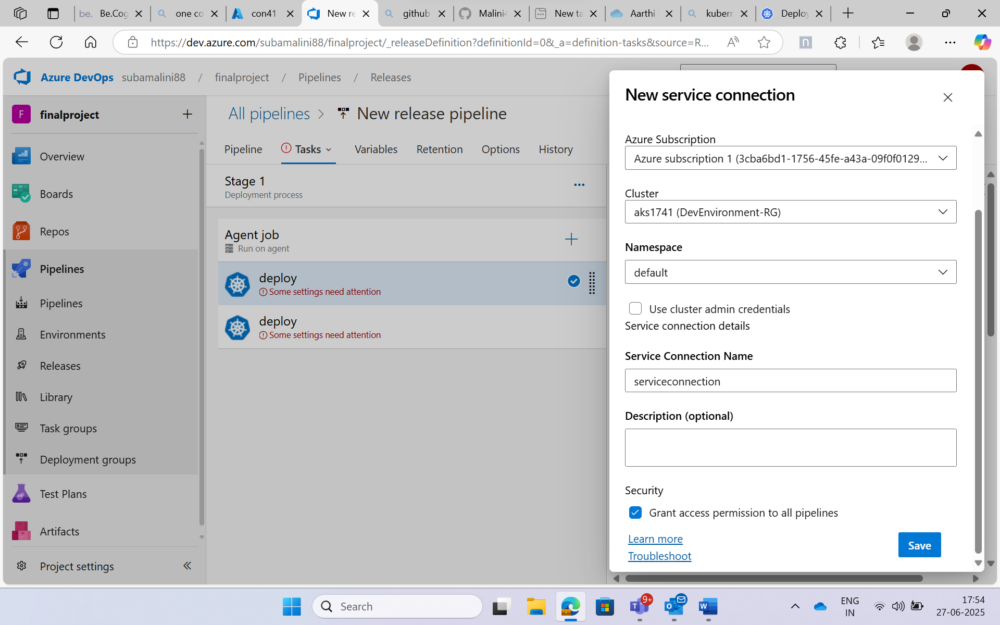 be. Be.Cog
one co
con41
New re
github
Malini4
New ta
Aarthi
kubern
Deploy
https://dev.azure.com/subamalini88/finalproject/_releaseDefinition?definitionId=0&_a=definition-tasks&source=R...
Azure DevOps subamalini88 / finalproject / Pipelines / Releases
F finalproject
Overview
Boards
Repos
Pipelines
Pipelines
Environments
Releases
Library
Task groups
Deployment groups
Test Plans
Artifacts
Project settings
All pipelines > New release pipeline
Pipeline Tasks Variables Retention Options History
Stage 1
Deployment process
Agent job
Run on agent
deploy
Some settings need attention
deploy
Some settings need attention
New service connection
Azure Subscription
Azure subscription 1 (3cba6bd1-1756-45fe-a43a-09f0f0129...
Cluster
aks1741 (DevEnvironment-RG)
Namespace
default
Use cluster admin credentials
Service connection details
Service Connection Name
serviceconnection
Description (optional)
Security
Grant access permission to all pipelines
Learn more
Troubleshoot
Save
Search
9+
ENG
IN
17:54
27-06-2025